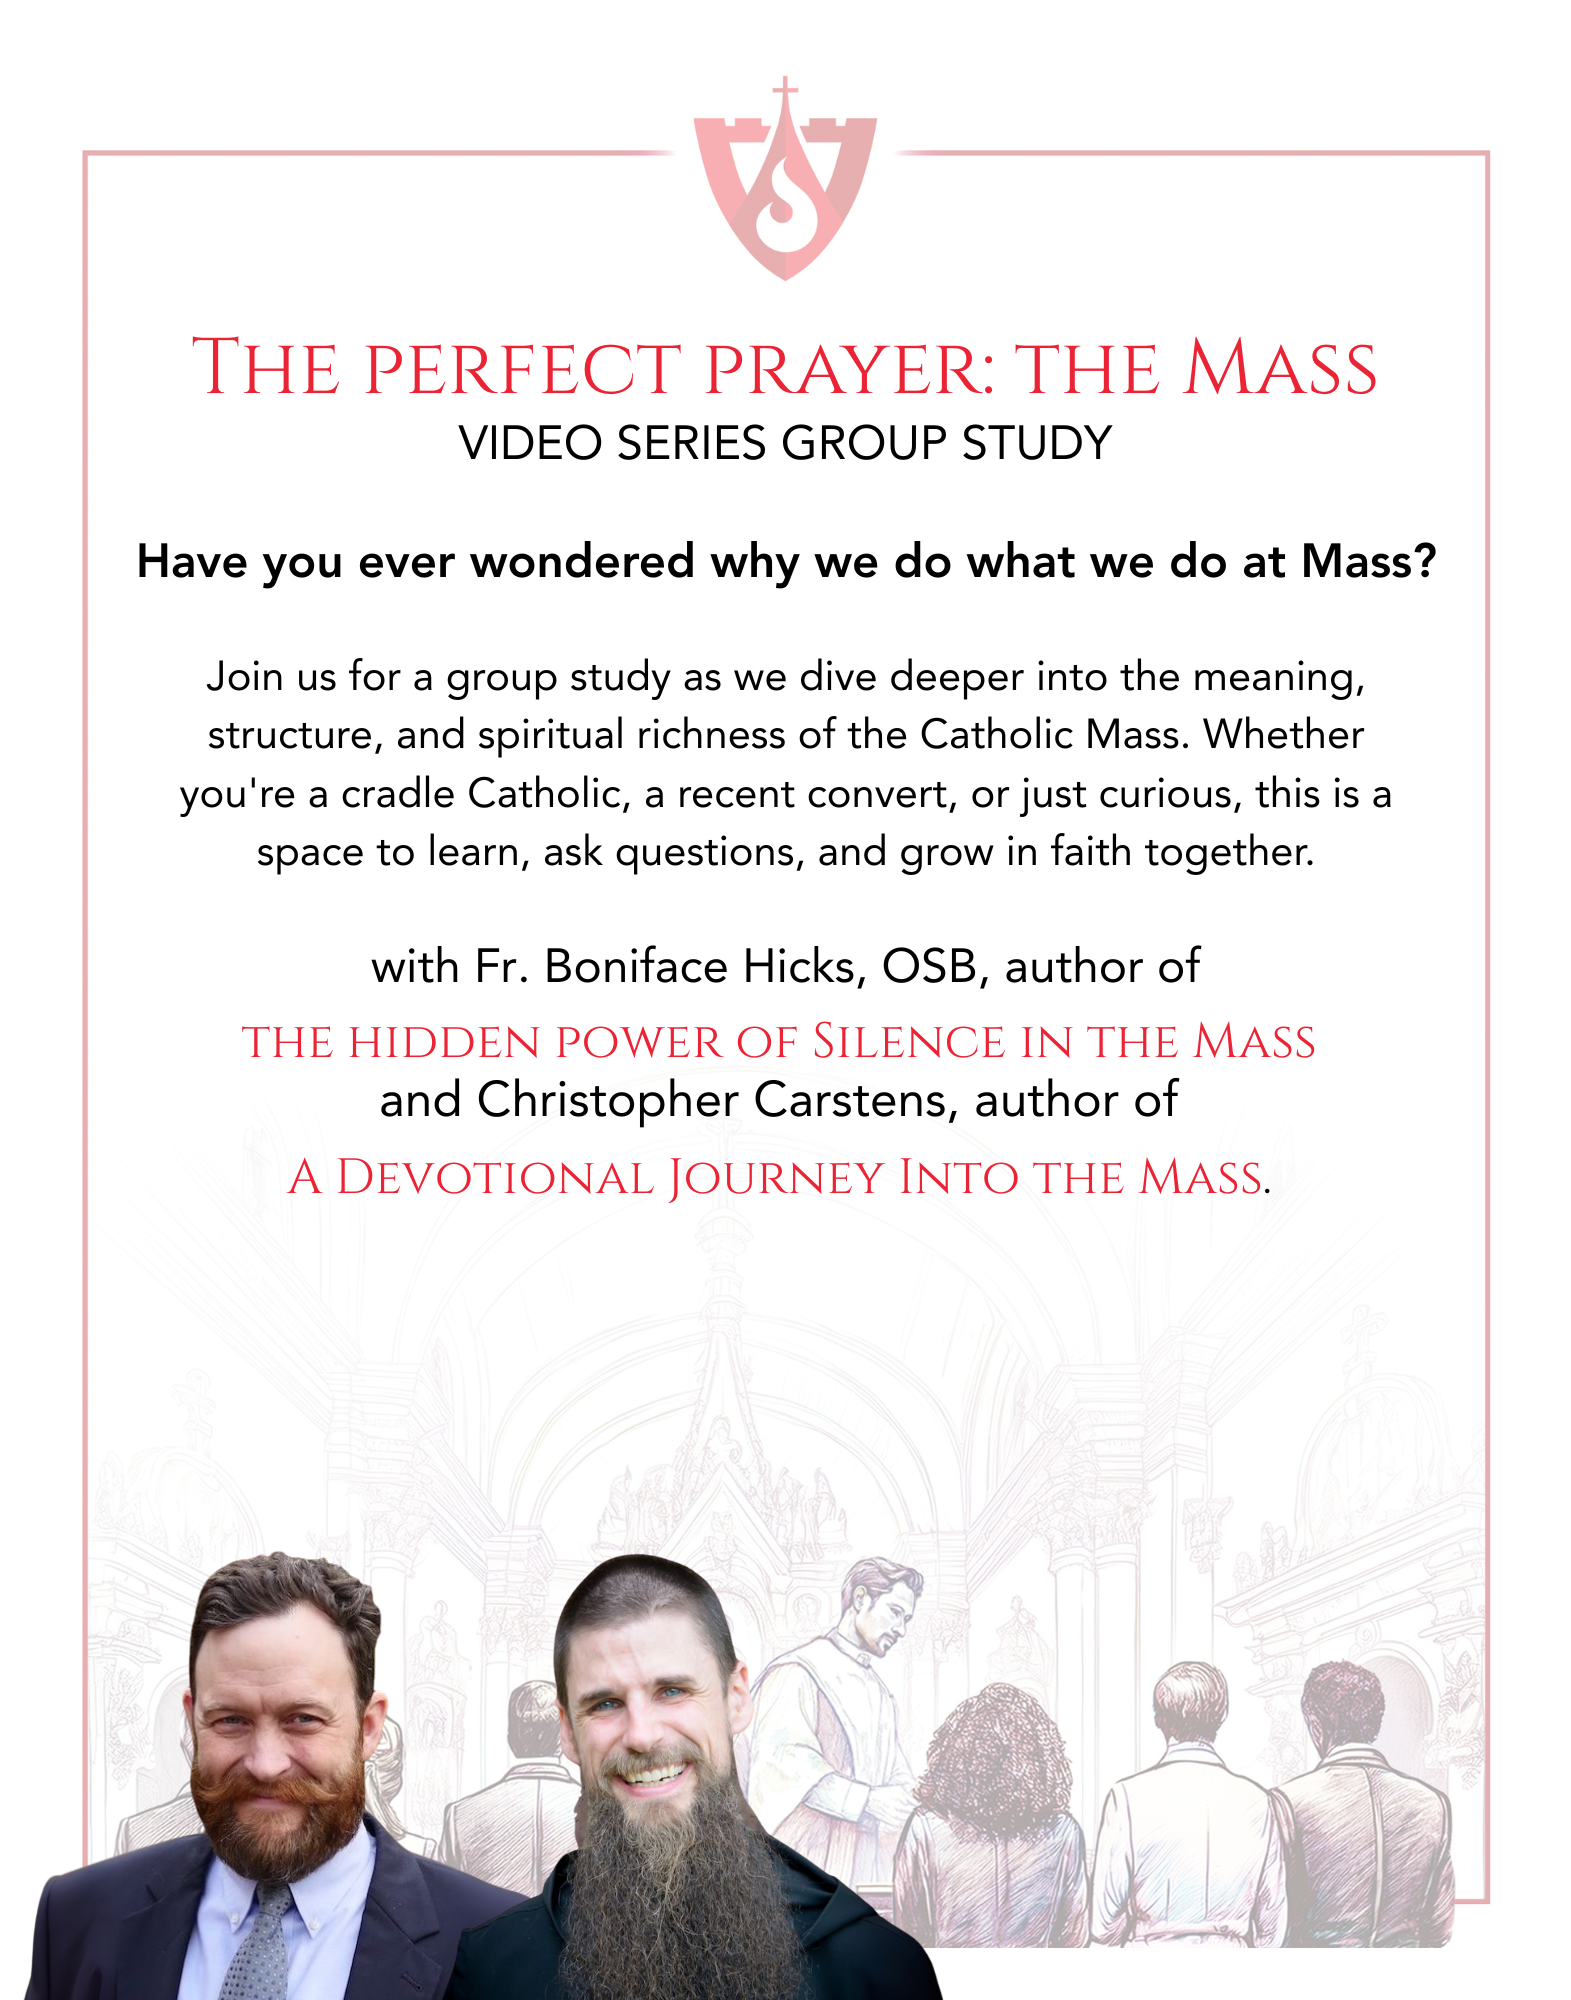 The perfect prayer: the Mass
VIDEO SERIES GROUP STUDY
Have you ever wondered why we do what we do at Mass?
Join us for a group study as we dive deeper into the meaning,
structure, and spiritual richness of the Catholic Mass. Whether
you're a cradle Catholic, a recent convert, or just curious, this is a
space to learn, ask questions, and grow in faith together.
with Fr. Boniface Hicks, OSB, author of
the hidden power of Silence in the Mass
and Christopher Carstens, author of
A Devotional Journey Into the Mass.